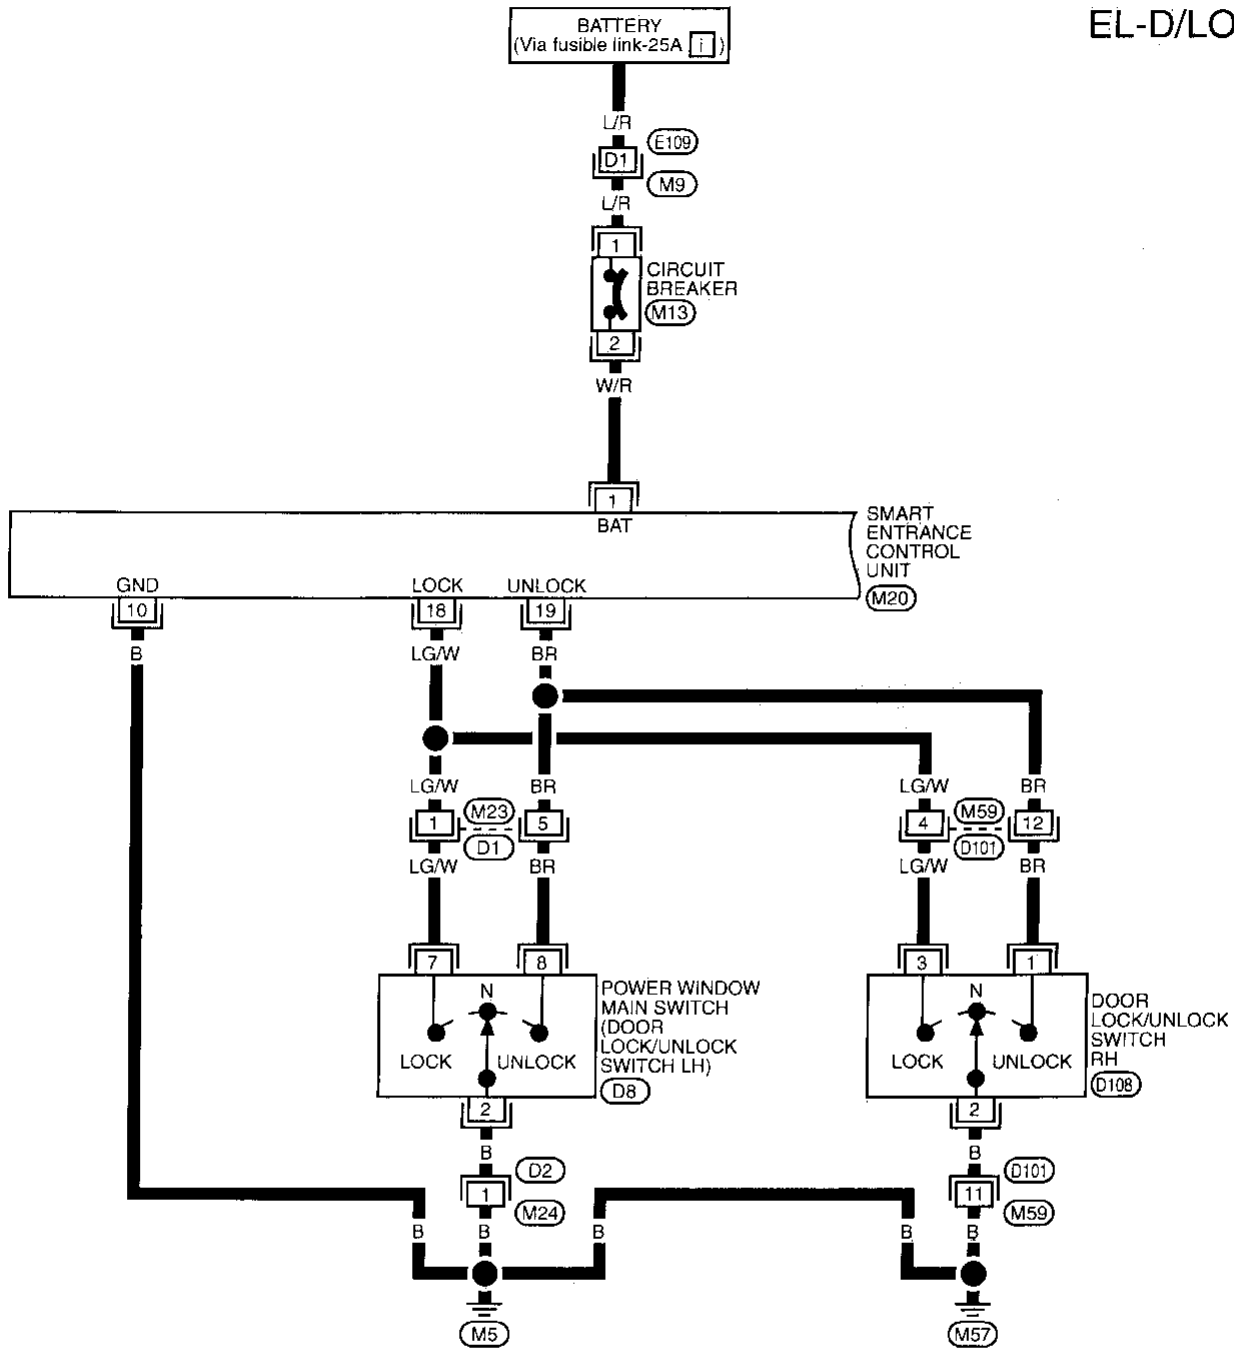 EL-D/LO
BATTERY
(Via fusible link-25A i )
L/R
E109
D1
M9
L/R
1
CIRCUIT
BREAKER
M13
2
W/R
1
BAT
SMART
ENTRANCE
CONTROL
UNIT
M20
GND
LOCK
UNLOCK
10
18
19
B
LG/W
BR
LG/W
BR
LG/W
BR
1
M23
5
4
M59
12
D1
D101
LG/W
BR
LG/W
BR
7
8
3
1
N
LOCK
UNLOCK
POWER WINDOW
MAIN SWITCH
(DOOR
LOCK/UNLOCK
SWITCH LH)
D8
N
LOCK
UNLOCK
DOOR
LOCK/UNLOCK
SWITCH
RH
D108
2
2
B
B
D2
D101
1
11
M24
M59
B
B
B
B
B
M5
M57